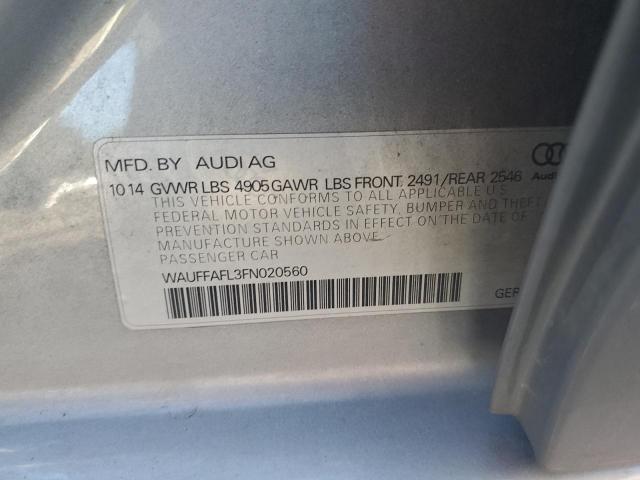 MFD. BY AUDI AG
10 14 GVWR LBS 4905 GAWR LBS FRONT 2491/REAR 2546
THIS VEHICLE CONFORMS TO ALL APPLICABLE U.S.
FEDERAL MOTOR VEHICLE SAFETY, BUMPER AND THEFT
PREVENTION STANDARDS IN EFFECT ON THE DATE OF
MANUFACTURE SHOWN ABOVE
PASSENGER CAR
WAUFFAFL3FN020560
Audi
GER